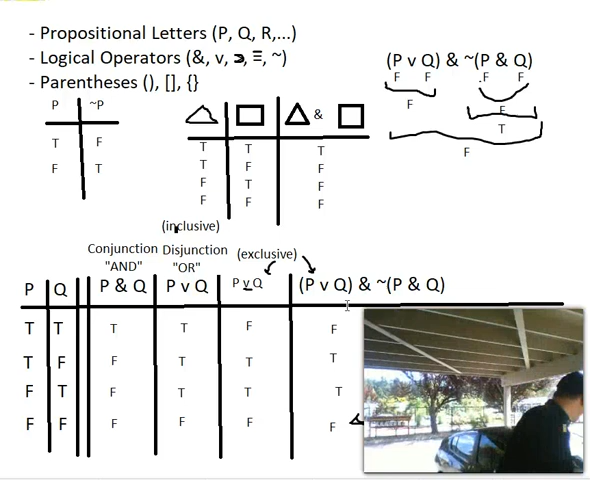 - Propositional Letters (P, Q, R,...)
- Logical Operators (&, v, ⊃, ≡, ~)
- Parentheses (), [], {}
(P v Q) & ~(P & Q)
F F F F
F F
T
F
P ~P
T F
F T
&
T T T
T F F
F T F
F F F
(inclusive)
Conjunction Disjunction (exclusive)
"AND" "OR"
P Q P & Q P v Q P v Q (P v Q) & ~(P & Q)
T T T T F F
T F F T T T
F T F T T T
F F F F F F